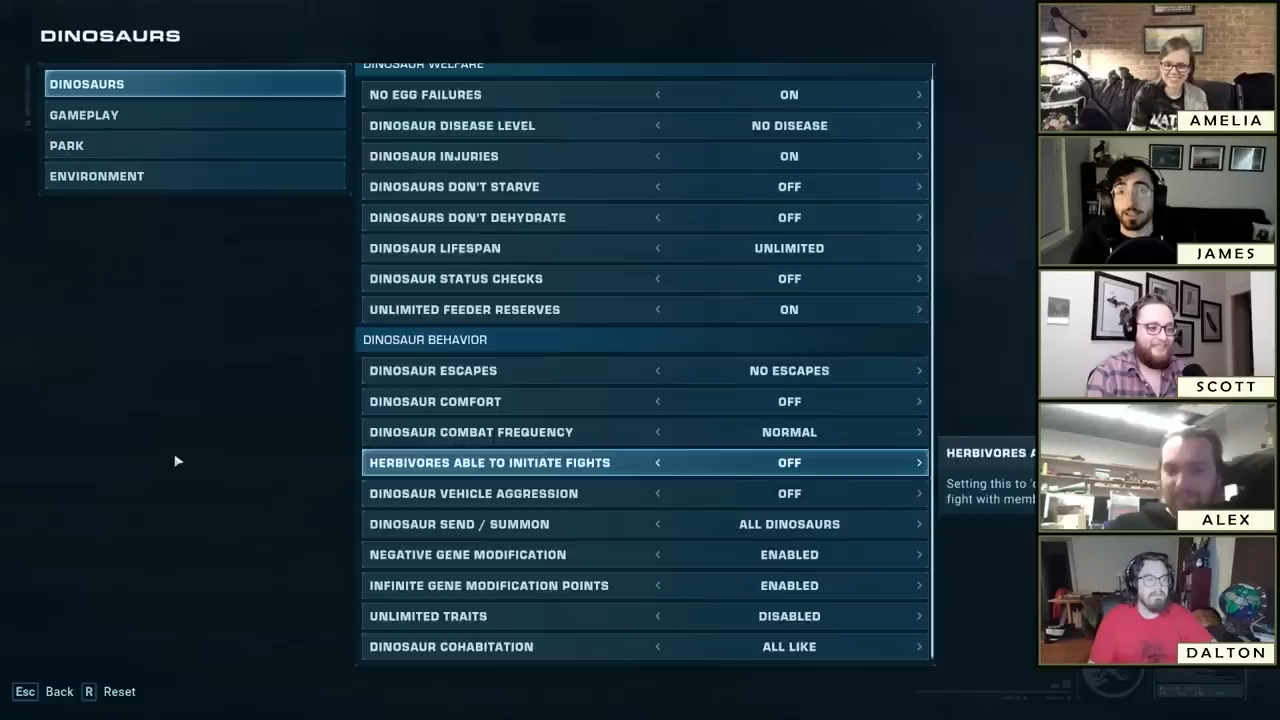 DINOSAURS
DINOSAURS
GAMEPLAY
PARK
ENVIRONMENT
DINOSAUR WELFARE
NO EGG FAILURES ‹ ON ›
DINOSAUR DISEASE LEVEL ‹ NO DISEASE ›
DINOSAUR INJURIES ‹ ON ›
DINOSAURS DON'T STARVE ‹ OFF ›
DINOSAURS DON'T DEHYDRATE ‹ OFF ›
DINOSAUR LIFESPAN ‹ UNLIMITED ›
DINOSAUR STATUS CHECKS ‹ OFF ›
UNLIMITED FEEDER RESERVES ‹ ON ›
DINOSAUR BEHAVIOR
DINOSAUR ESCAPES ‹ NO ESCAPES ›
DINOSAUR COMFORT ‹ OFF ›
DINOSAUR COMBAT FREQUENCY ‹ NORMAL ›
HERBIVORES ABLE TO INITIATE FIGHTS ‹ OFF ›
DINOSAUR VEHICLE AGGRESSION ‹ OFF ›
DINOSAUR SEND / SUMMON ‹ ALL DINOSAURS ›
NEGATIVE GENE MODIFICATION ‹ ENABLED ›
INFINITE GENE MODIFICATION POINTS ‹ ENABLED ›
UNLIMITED TRAITS ‹ DISABLED ›
DINOSAUR COHABITATION ‹ ALL LIKE ›
HERBIVORES A
Setting this to '
fight with memb
Esc Back R Reset
AMELIA
JAMES
SCOTT
ALEX
DALTON